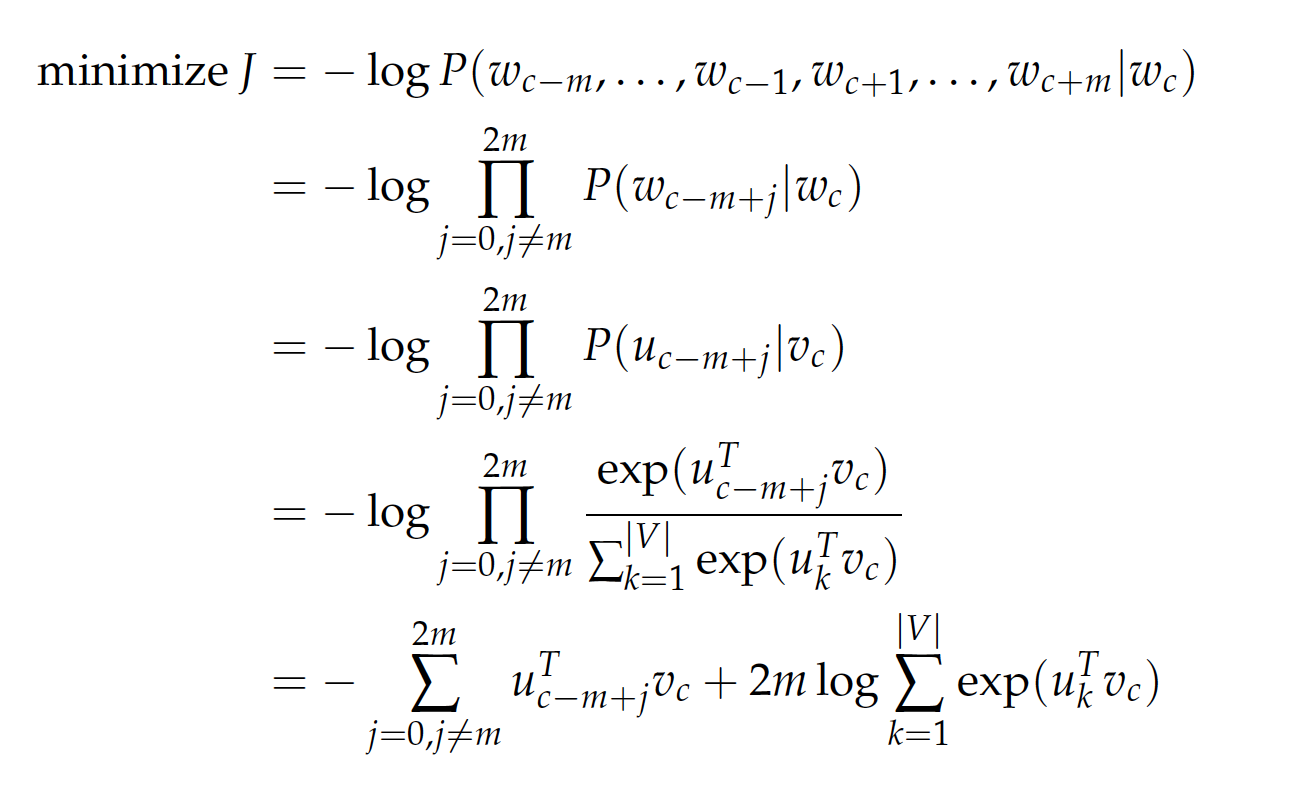 minimize J = − log P(w_{c−m}, . . . , w_{c−1}, w_{c+1}, . . . , w_{c+m}|w_c)
= − log ∏_{j=0,j≠m}^{2m} P(w_{c−m+j}|w_c)
= − log ∏_{j=0,j≠m}^{2m} P(u_{c−m+j}|v_c)
= − log ∏_{j=0,j≠m}^{2m} \frac{exp(u_{c−m+j}^T v_c)}{∑_{k=1}^{|V|} exp(u_k^T v_c)}
= − ∑_{j=0,j≠m}^{2m} u_{c−m+j}^T v_c + 2m log ∑_{k=1}^{|V|} exp(u_k^T v_c)